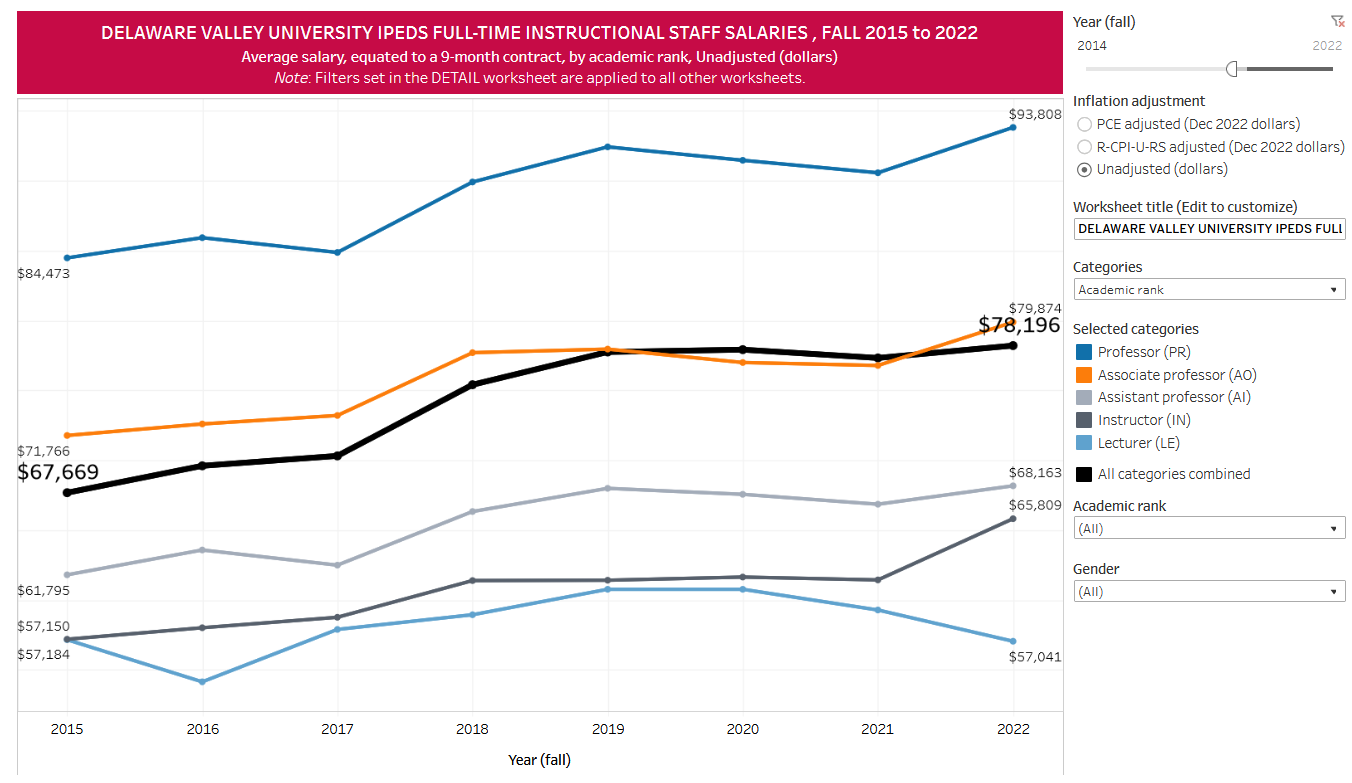 DELAWARE VALLEY UNIVERSITY IPEDS FULL-TIME INSTRUCTIONAL STAFF SALARIES , FALL 2015 to 2022
Average salary, equated to a 9-month contract, by academic rank, Unadjusted (dollars)
Note: Filters set in the DETAIL worksheet are applied to all other worksheets.
$93,808
$84,473
$79,874
$78,196
$71,766
$67,669
$68,163
$65,809
$61,795
$57,150
$57,184
$57,041
2015 2016 2017 2018 2019 2020 2021 2022
Year (fall)
Year (fall)
2014 2022
Inflation adjustment
PCE adjusted (Dec 2022 dollars)
R-CPI-U-RS adjusted (Dec 2022 dollars)
Unadjusted (dollars)
Worksheet title (Edit to customize)
DELAWARE VALLEY UNIVERSITY IPEDS FULL
Categories
Academic rank
Selected categories
Professor (PR)
Associate professor (AO)
Assistant professor (AI)
Instructor (IN)
Lecturer (LE)
All categories combined
Academic rank
(All)
Gender
(All)